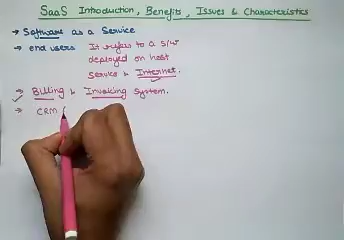 SaaS Introduction, Benefits, Issues & Characteristics
→ Software as a Service
→ end users It refers to a S/W
deployed on host
service & Internet.
→ Billing & Invoicing System.
→ CRM (